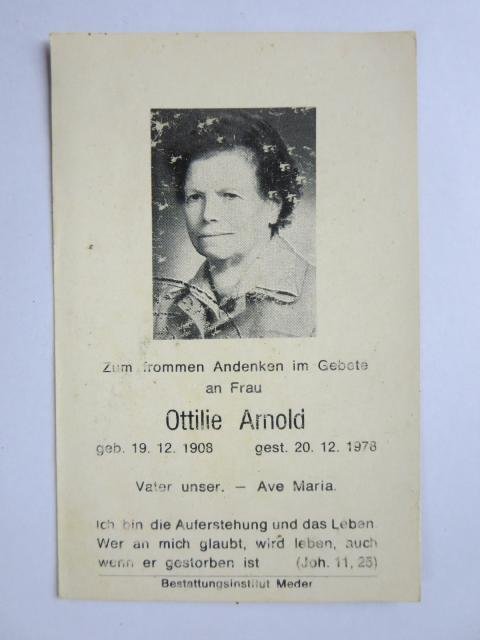 Zum frommen Andenken im Gebete
an Frau
Ottilie Arnold
geb. 19. 12. 1908 gest. 20. 12. 1978
Vater unser. – Ave Maria.
Ich bin die Auferstehung und das Leben.
Wer an mich glaubt, wird leben, auch
wenn er gestorben ist (Joh. 11, 25)
Bestattungsinstitut Meder